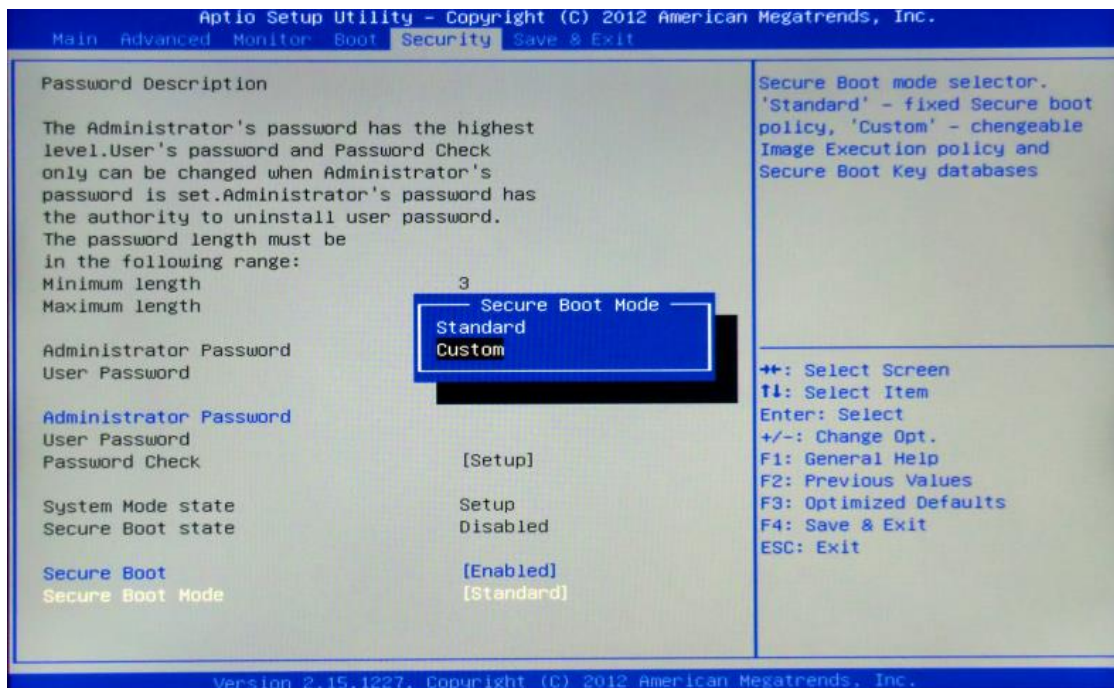 Aptio Setup Utility – Copyright (C) 2012 American Megatrends, Inc.
Main Advanced Monitor Boot Security Save & Exit
Password Description
The Administrator's password has the highest
level.User's password and Password Check
only can be changed when Administrator's
password is set.Administrator's password has
the authority to uninstall user password.
The password length must be
in the following range:
Minimum length 3
Maximum length
Administrator Password
User Password
Administrator Password
User Password
Password Check [Setup]
System Mode state Setup
Secure Boot state Disabled
Secure Boot [Enabled]
Secure Boot Mode [Standard]
Secure Boot Mode
Standard
Custom
Secure Boot mode selector.
'Standard' – fixed Secure boot
policy, 'Custom' – chengeable
Image Execution policy and
Secure Boot Key databases
→←: Select Screen
↑↓: Select Item
Enter: Select
+/-: Change Opt.
F1: General Help
F2: Previous Values
F3: Optimized Defaults
F4: Save & Exit
ESC: Exit
Version 2.15.1227. Copyright (C) 2012 American Megatrends, Inc.